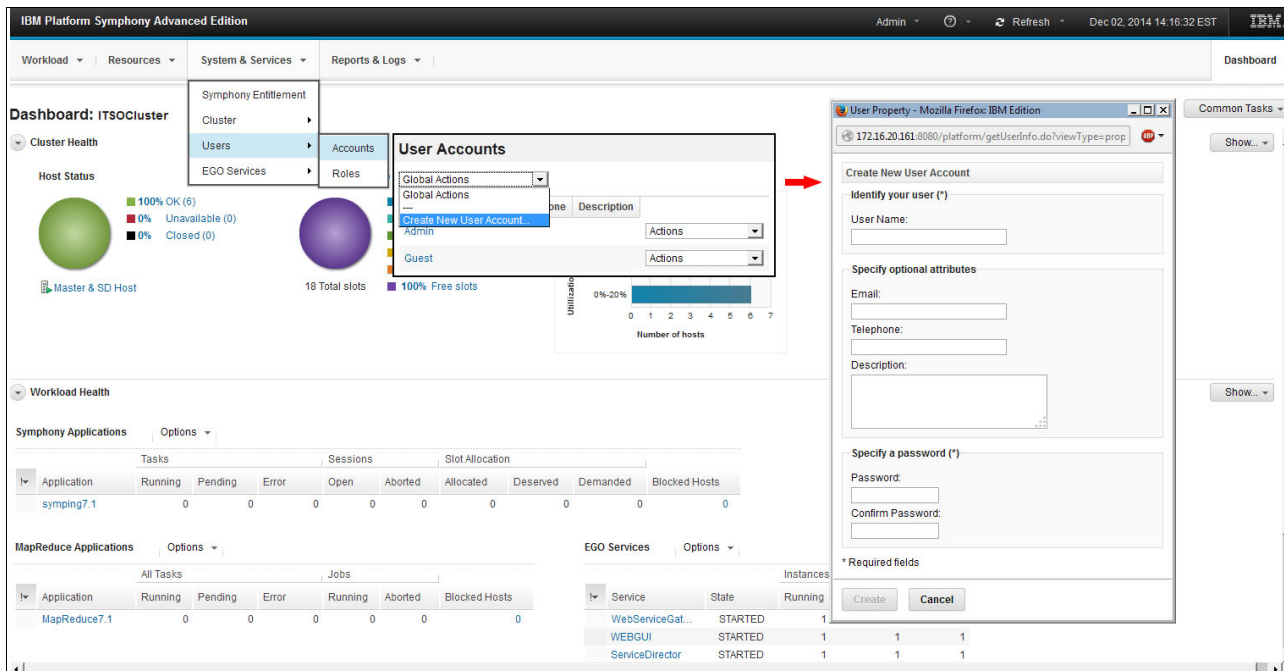 IBM Platform Symphony Advanced Edition
Admin
Refresh
Dec 02, 2014 14:16:32 EST
IBM
Workload
Resources
System & Services
Reports & Logs
Dashboard
Symphony Entitlement
Cluster
Users
EGO Services
Accounts
Roles
Dashboard: ITSOCluster
Common Tasks
Cluster Health
Show...
Host Status
100% OK (6)
0% Unavailable (0)
0% Closed (0)
Master & SD Host
18 Total slots
100% Free slots
User Accounts
Global Actions
Global Actions
---
Create New User Account...
one Description
Admin
Actions
Guest
Actions
0%-20%
0 1 2 3 4 5 6 7
Number of hosts
User Property - Mozilla Firefox: IBM Edition
172.16.20.161:8080/platform/getUserInfo.do?viewType=prop
ABP
Create New User Account
Identify your user (*)
User Name:
Specify optional attributes
Email:
Telephone:
Description:
Specify a password (*)
Password:
Confirm Password:
* Required fields
Create
Cancel
Workload Health
Show...
Symphony Applications
Options
Tasks
Sessions
Slot Allocation
Application Running Pending Error Open Aborted Allocated Deserved Demanded Blocked Hosts
symping7.1 0 0 0 0 0 0 0 0 0
MapReduce Applications
Options
All Tasks
Jobs
Application Running Pending Error Running Aborted Blocked Hosts
MapReduce7.1 0 0 0 0 0 0
EGO Services
Options
Instances
Service State Running
WebServiceGat... STARTED 1
WEBGUI STARTED 1 1 1
ServiceDirector STARTED 1 1 1